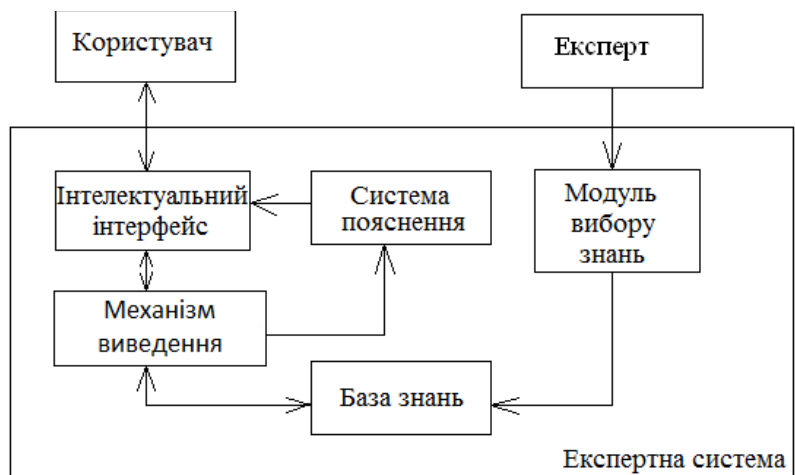 Користувач
Експерт
Інтелектуальний
інтерфейс
Система
пояснення
Модуль
вибору
знань
Механізм
виведення
База знань
Експертна система